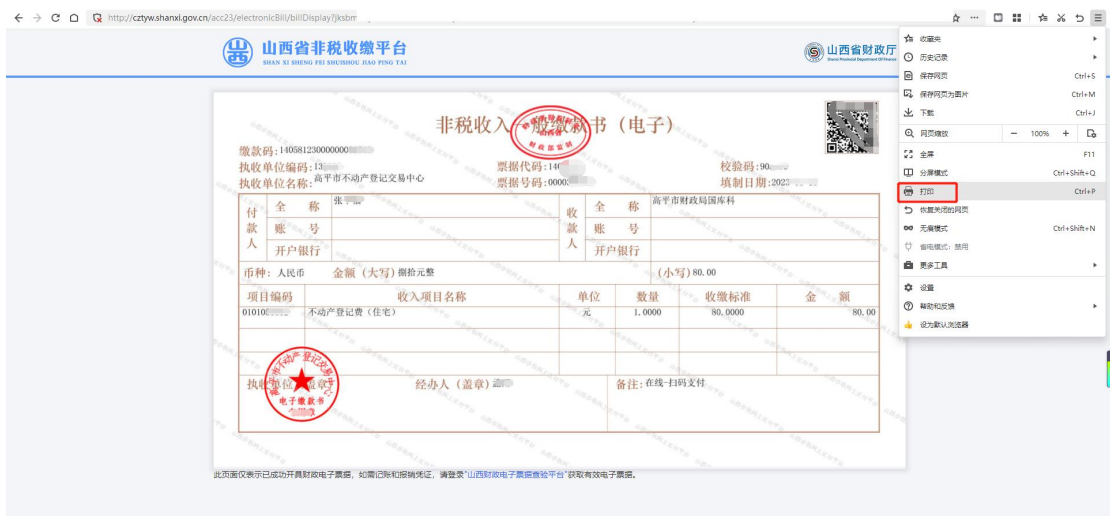 http://cztyw.shanxi.gov.cn/acc23/electronicBill/billDisplay?jksbm
山西省非税收缴平台
SHAN XI SHENG FEI SHUISHOU JIAO PING TAI
山西省财政厅
非税收入一般缴款书（电子）
缴款码:140581230000000
执收单位编码:13
票据代码:14
校验码:90
执收单位名称:高平市不动产登记交易中心
票据号码:0000
填制日期:2023
付款人
全 称
张
收款人
全 称
高平市财政局国库科
账 号
账 号
开户银行
开户银行
币种: 人民币 金额（大写）捌拾元整 （小写）80.00
项目编码 收入项目名称 单位 数量 收缴标准 金 额
01010 不动产登记费（住宅） 元 1.0000 80.0000 80.00
执收单位（盖章）
经办人（盖章）
备注: 在线-扫码支付
高平市不动产登记交易中心
电子缴款书
此页面仅表示已成功开具财政电子票据，如需记账和报销凭证，请登录"山西财政电子票据查验平台"获取有效电子票据。
收藏夹
历史记录
保存网页 Ctrl+S
保存网页为图片 Ctrl+M
下载 Ctrl+J
网页缩放 − 100% +
全屏 F11
分屏模式 Ctrl+Shift+Q
打印 Ctrl+P
恢复关闭的网页
无痕模式 Ctrl+Shift+N
省电模式: 禁用
更多工具
设置
帮助和反馈
设为默认浏览器